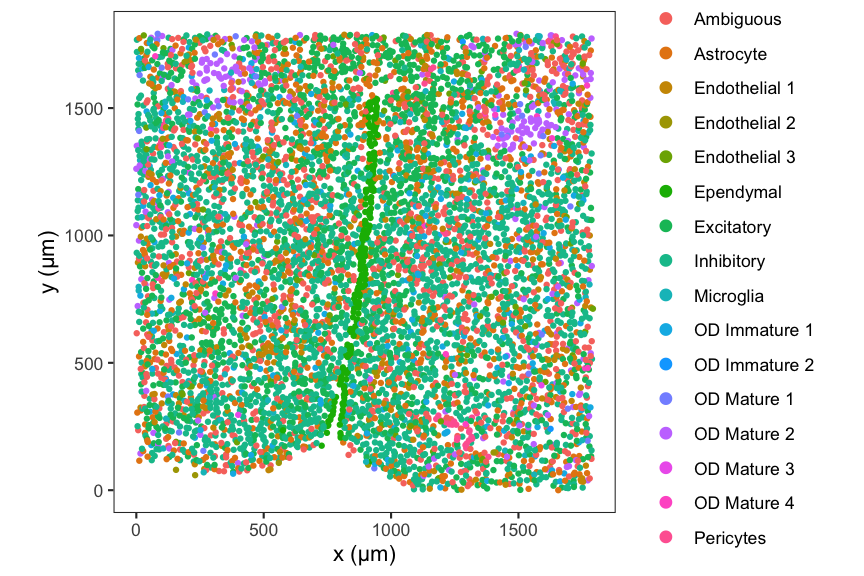 Ambiguous
Astrocyte
Endothelial 1
Endothelial 2
Endothelial 3
Ependymal
Excitatory
Inhibitory
Microglia
OD Immature 1
OD Immature 2
OD Mature 1
OD Mature 2
OD Mature 3
OD Mature 4
Pericytes
y (μm)
1500
1000
500
0
0 500 1000 1500
x (μm)